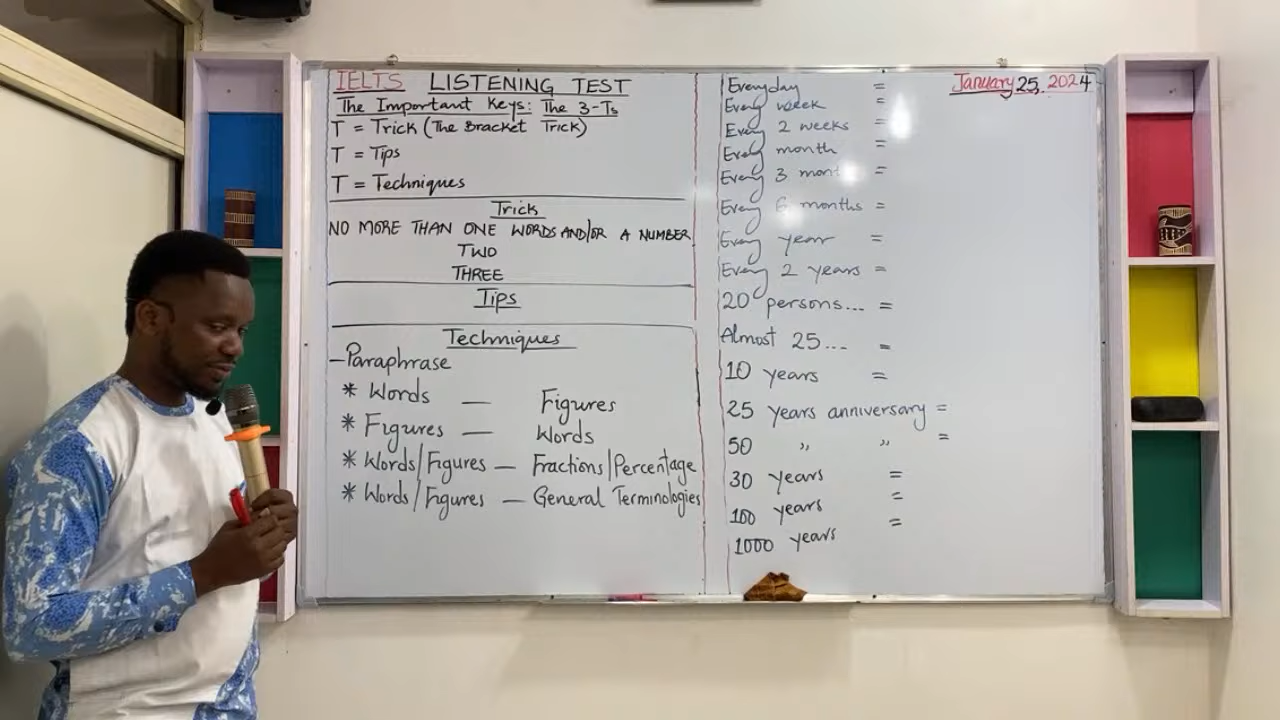 IELTS LISTENING TEST
The Important Keys: The 3-Ts
T = Trick (The Bracket Trick)
T = Tips
T = Techniques
Trick
NO MORE THAN ONE WORDS AND/OR A NUMBER
TWO
THREE
Tips
Techniques
-Paraphrase
* Words — Figures
* Figures — Words
* Words/Figures — Fractions/Percentage
* Words/Figures — General Terminologies
January 25, 2024
Everyday =
Every week =
Every 2 weeks =
Every month =
Every 3 mont =
Every 6 months =
Every year =
Every 2 years =
20 persons... =
Almost 25.... =
10 years =
25 years anniversary =
50 ,, ,, =
30 years =
100 years =
1000 years =